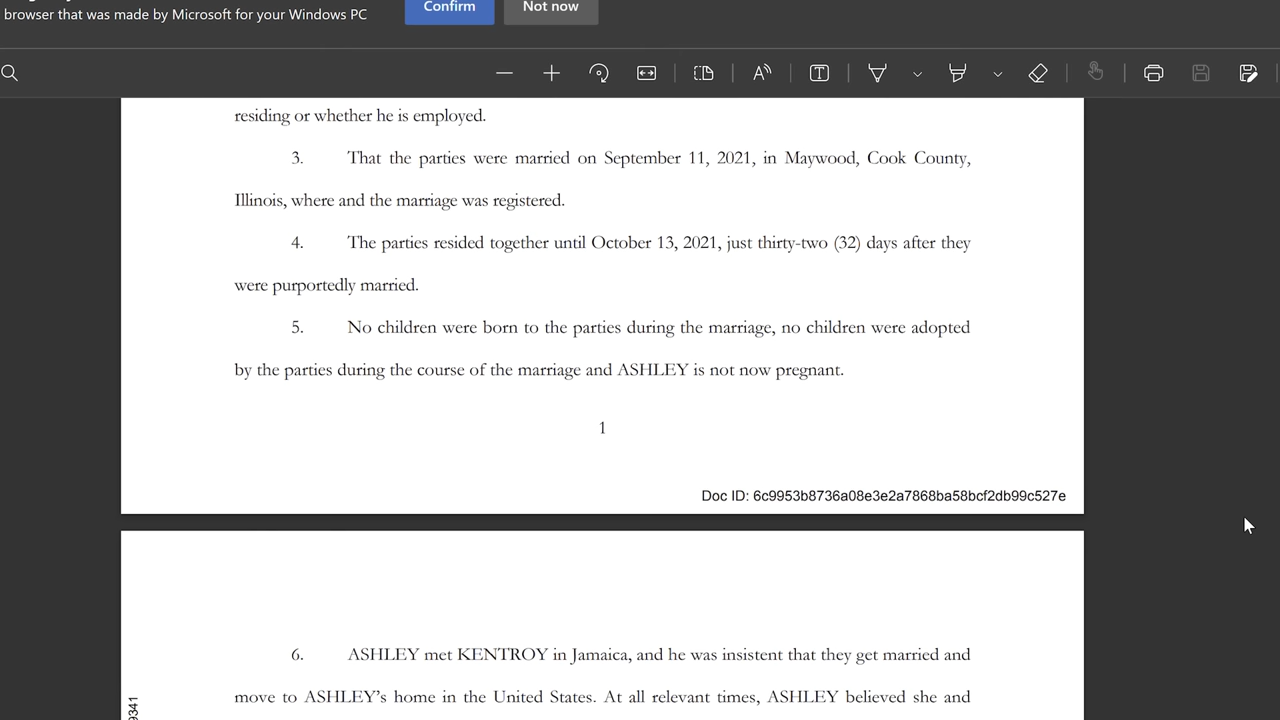 browser that was made by Microsoft for your Windows PC
Confirm
Not now
residing or whether he is employed.
3. That the parties were married on September 11, 2021, in Maywood, Cook County,
Illinois, where and the marriage was registered.
4. The parties resided together until October 13, 2021, just thirty-two (32) days after they
were purportedly married.
5. No children were born to the parties during the marriage, no children were adopted
by the parties during the course of the marriage and ASHLEY is not now pregnant.
1
Doc ID: 6c9953b8736a08e3e2a7868ba58bcf2db99c527e
6. ASHLEY met KENTROY in Jamaica, and he was insistent that they get married and
move to ASHLEY’s home in the United States. At all relevant times, ASHLEY believed she and
9341